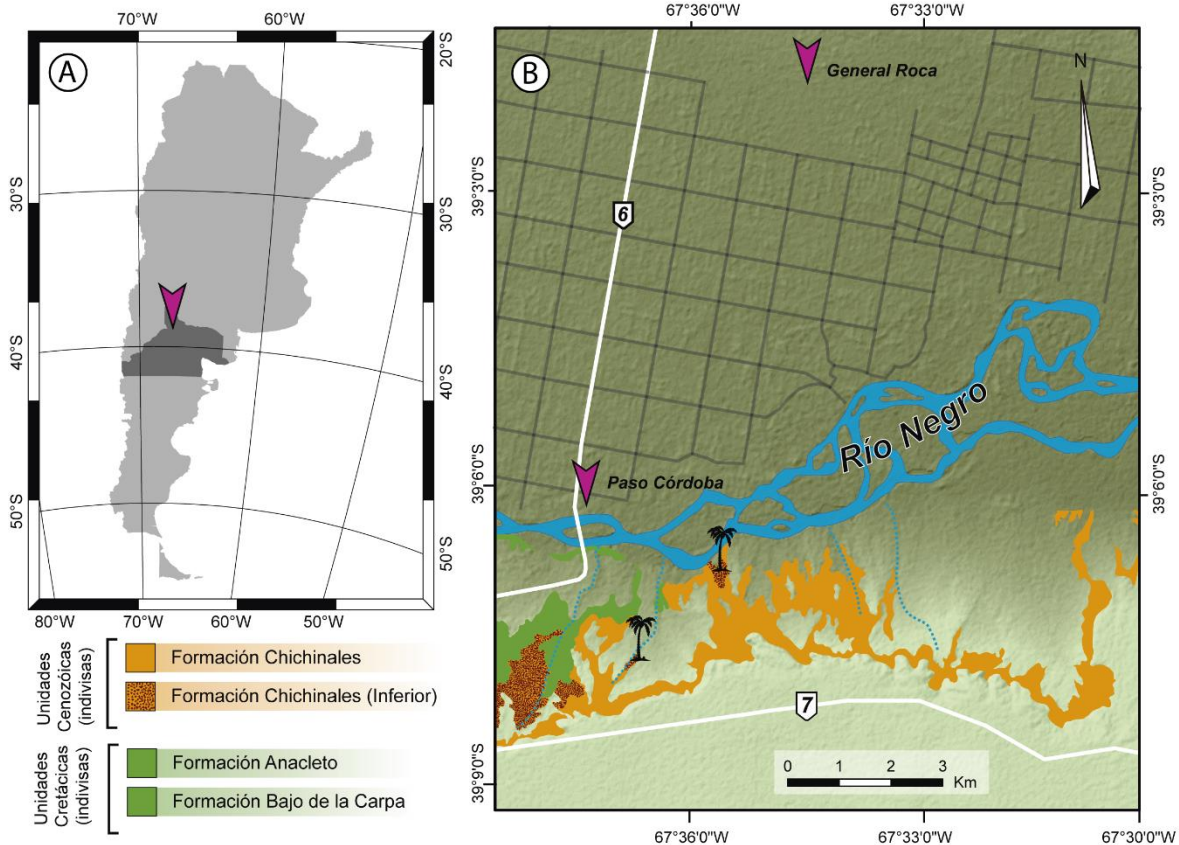 70°W 60°W
A
20°S
30°S
30°S
40°S
40°S
50°S
50°S
80°W 70°W 60°W 50°W
Unidades
Cenozóicas
(indivisas)
Formación Chichinales
Formación Chichinales (Inferior)
Unidades
Cretácicas
(indivisas)
Formación Anacleto
Formación Bajo de la Carpa
67°36'0"W 67°33'0"W
B
General Roca
N
39°3'0"S
39°3'0"S
6
Río Negro
Paso Córdoba
39°6'0"S
39°6'0"S
7
39°9'0"S
0 1 2 3
Km
67°36'0"W 67°33'0"W 67°30'0"W